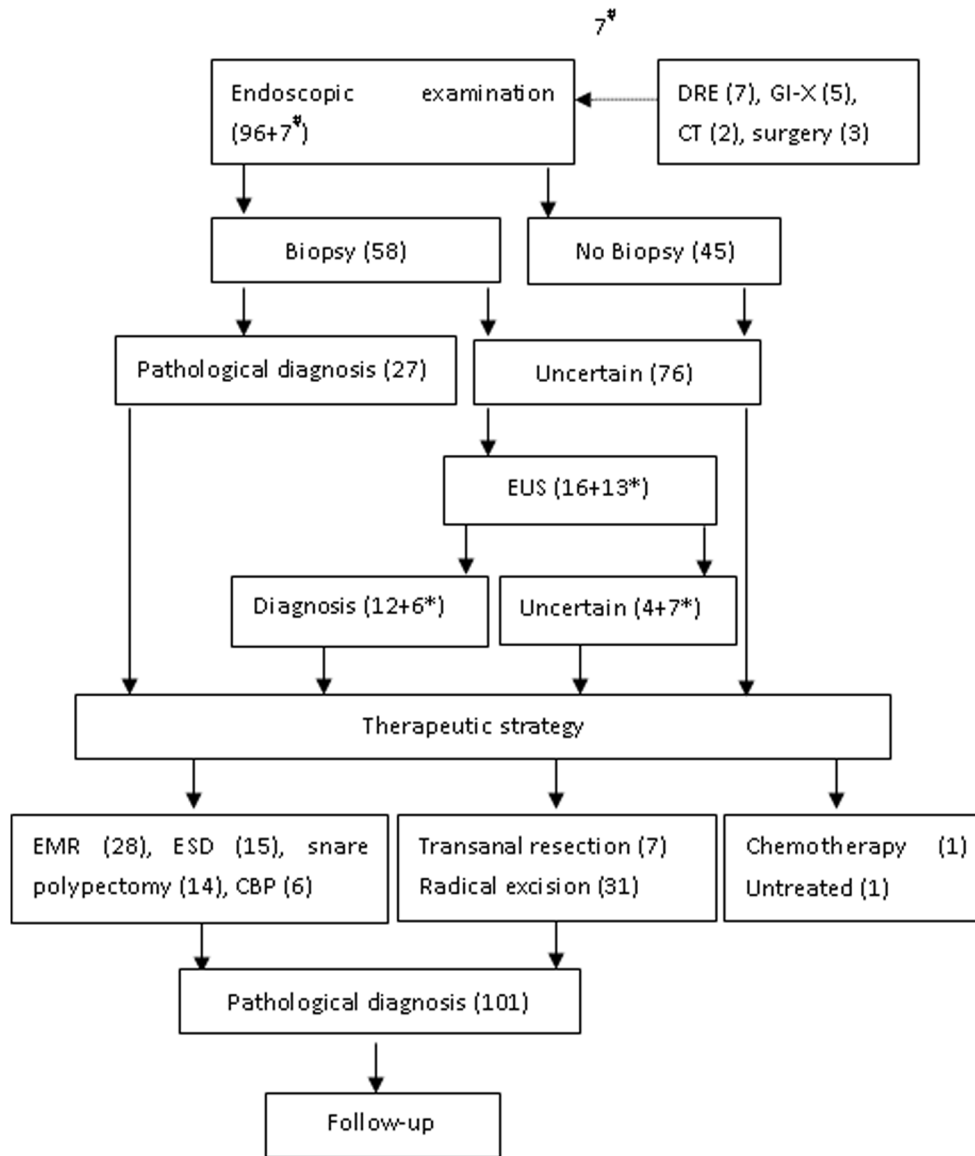 7#
Endoscopic examination
(96+7#)
DRE (7), GI-X (5),
CT (2), surgery (3)
Biopsy (58)
No Biopsy (45)
Pathological diagnosis (27)
Uncertain (76)
EUS (16+13*)
Diagnosis (12+6*)
Uncertain (4+7*)
Therapeutic strategy
EMR (28), ESD (15), snare
polypectomy (14), CBP (6)
Transanal resection (7)
Radical excision (31)
Chemotherapy (1)
Untreated (1)
Pathological diagnosis (101)
Follow-up